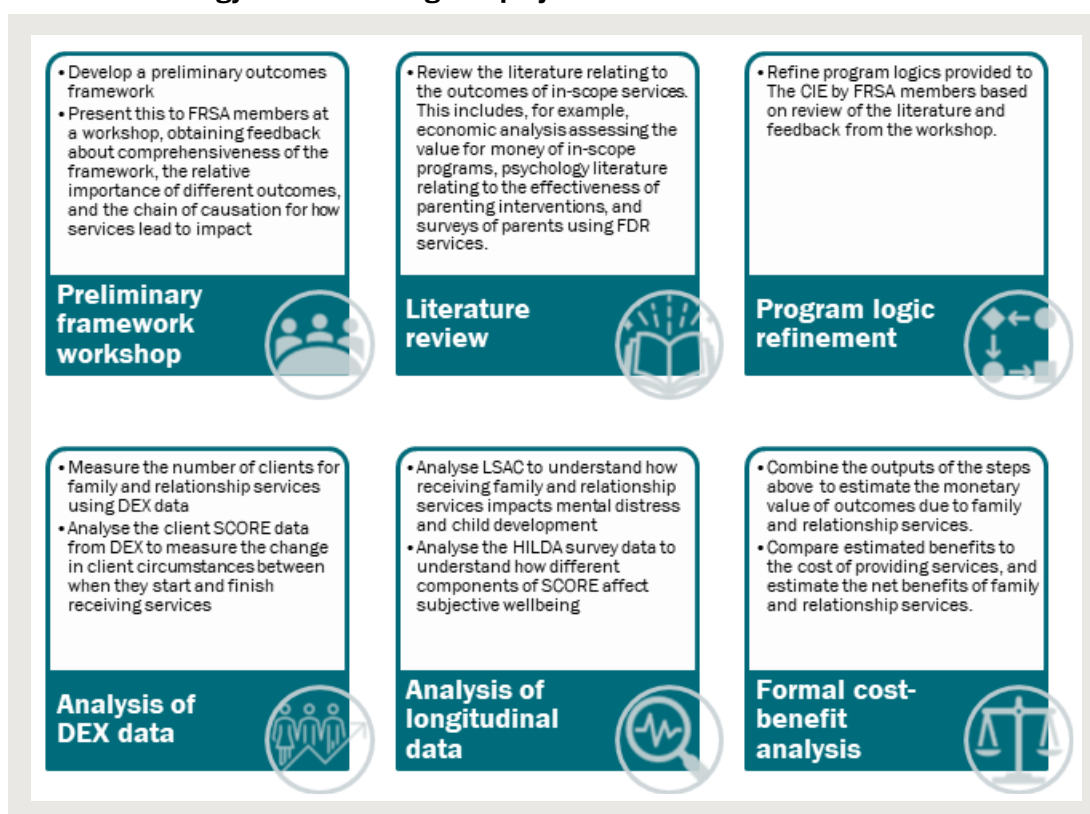 • Develop a preliminary outcomes
framework
• Present this to FRSA members at
a workshop, obtaining feedback
about comprehensiveness of the
framework, the relative
importance of different outcomes,
and the chain of causation for how
services lead to impact
Preliminary
framework
workshop
• Review the literature relating to
the outcomes of in-scope services.
This includes, for example,
economic analysis assessing the
value for money of in-scope
programs, psychology literature
relating to the effectiveness of
parenting interventions, and
surveys of parents using FDR
services.
Literature
review
• Refine program logics provided to
The CIE by FRSA members based
on review of the literature and
feedback from the workshop.
Program logic
refinement
• Measure the number of clients for
family and relationship services
using DEX data
• Analyse the client SCORE data
from DEX to measure the change
in client circumstances between
when they start and finish
receiving services
Analysis of
DEX data
• Analyse LSAC to understand how
receiving family and relationship
services impacts mental distress
and child development
• Analyse the HILDA survey data to
understand how different
components of SCORE affect
subjective wellbeing
Analysis of
longitudinal
data
• Combine the outputs of the steps
above to estimate the monetary
value of outcomes due to family
and relationship services.
• Compare estimated benefits to
the cost of providing services, and
estimate the net benefits of family
and relationship services.
Formal cost-
benefit
analysis